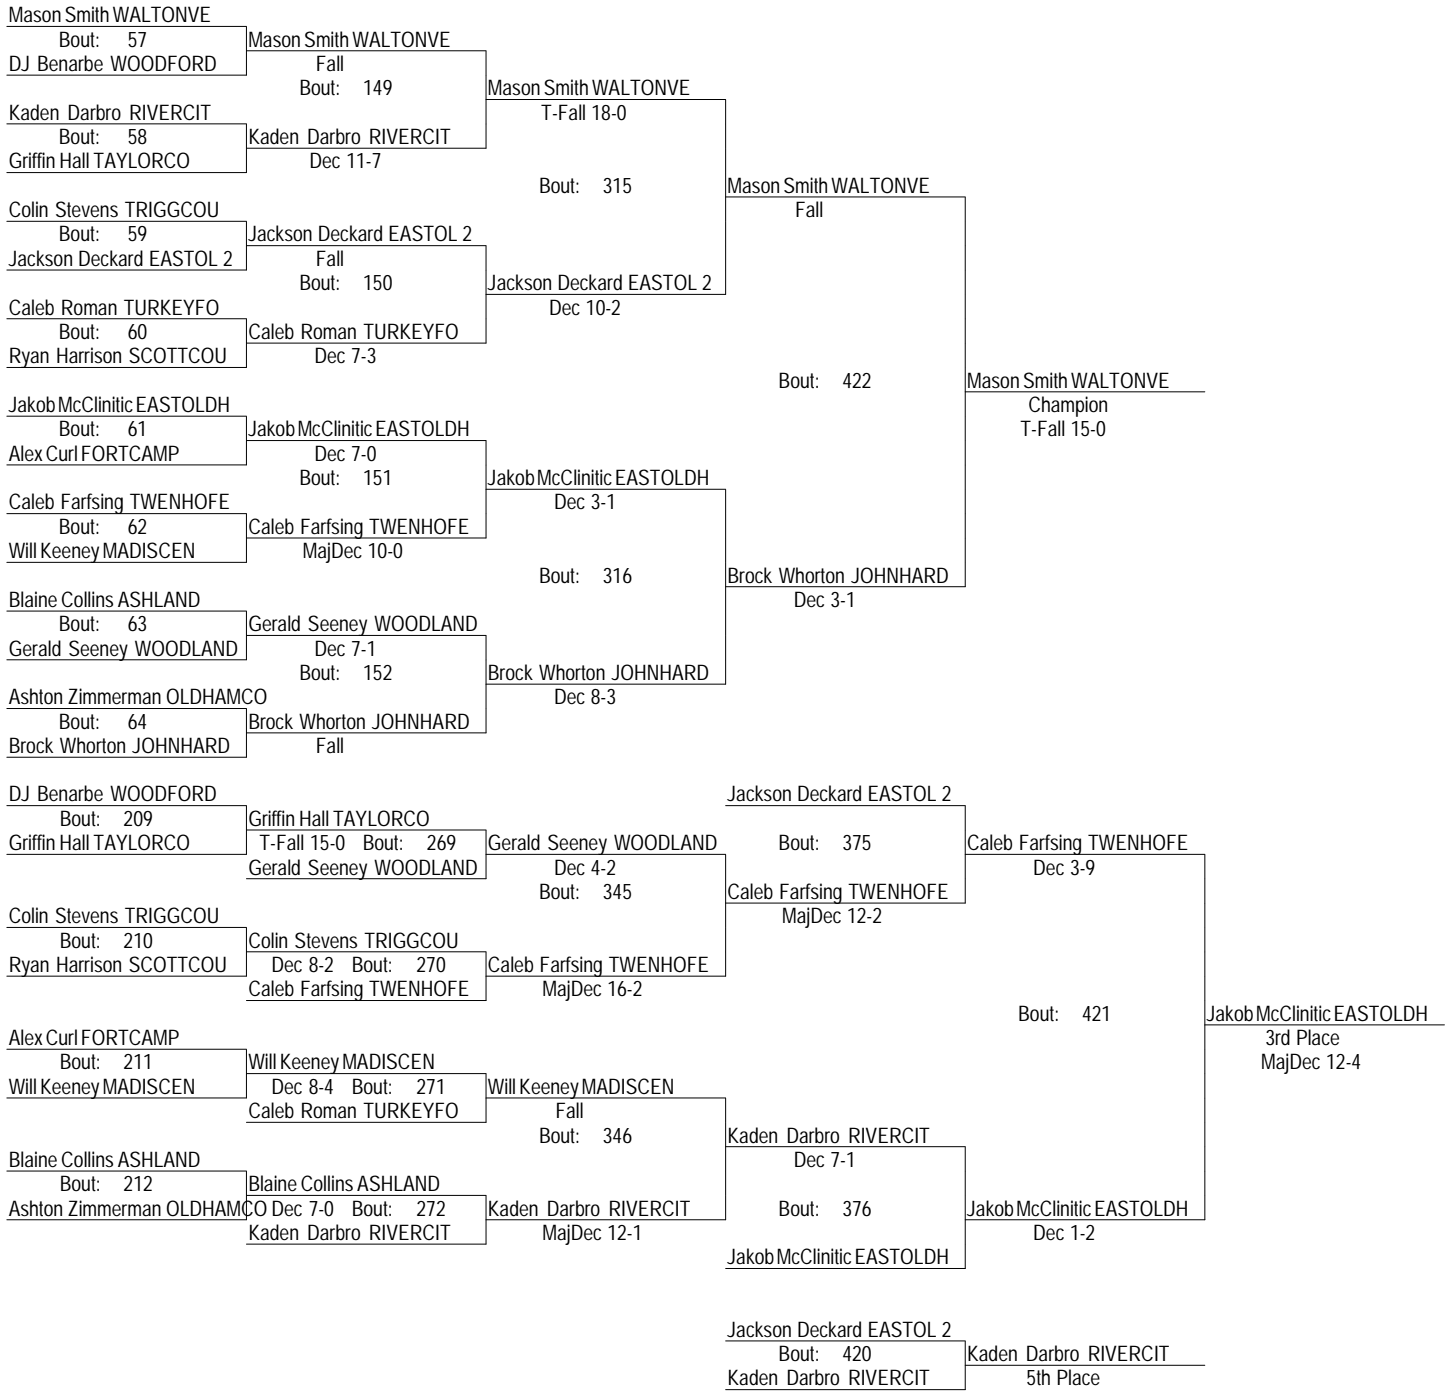 Mason Smith WALTONVE
Bout: 57
Mason Smith WALTONVE
DJ Benarbe WOODFORD
Fall
Bout: 149
Mason Smith WALTONVE
Kaden Darbro RIVERCIT
T-Fall 18-0
Bout: 58
Kaden Darbro RIVERCIT
Griffin Hall TAYLORCO
Dec 11-7
Bout: 315
Mason Smith WALTONVE
Colin Stevens TRIGGCOU
Fall
Bout: 59
Jackson Deckard EASTOL 2
Jackson Deckard EASTOL 2
Fall
Bout: 150
Jackson Deckard EASTOL 2
Caleb Roman TURKEYFO
Dec 10-2
Bout: 60
Caleb Roman TURKEYFO
Ryan Harrison SCOTTCOU
Dec 7-3
Bout: 422
Mason Smith WALTONVE
Jakob McClinitic EASTOLDH
Champion
Bout: 61
Jakob McClinitic EASTOLDH
T-Fall 15-0
Alex Curl FORTCAMP
Dec 7-0
Bout: 151
Jakob McClinitic EASTOLDH
Caleb Farfsing TWENHOFE
Dec 3-1
Bout: 62
Caleb Farfsing TWENHOFE
Will Keeney MADISCEN
MajDec 10-0
Bout: 316
Brock Whorton JOHNHARD
Blaine Collins ASHLAND
Dec 3-1
Bout: 63
Gerald Seeney WOODLAND
Gerald Seeney WOODLAND
Dec 7-1
Bout: 152
Brock Whorton JOHNHARD
Ashton Zimmerman OLDHAMCO
Dec 8-3
Bout: 64
Brock Whorton JOHNHARD
Brock Whorton JOHNHARD
Fall
DJ Benarbe WOODFORD
Jackson Deckard EASTOL 2
Bout: 209
Griffin Hall TAYLORCO
Griffin Hall TAYLORCO
T-Fall 15-0 Bout: 269
Gerald Seeney WOODLAND
Bout: 375
Caleb Farfsing TWENHOFE
Gerald Seeney WOODLAND
Dec 4-2
Dec 3-9
Bout: 345
Caleb Farfsing TWENHOFE
Colin Stevens TRIGGCOU
MajDec 12-2
Bout: 210
Colin Stevens TRIGGCOU
Ryan Harrison SCOTTCOU
Dec 8-2 Bout: 270
Caleb Farfsing TWENHOFE
Caleb Farfsing TWENHOFE
MajDec 16-2
Bout: 421
Jakob McClinitic EASTOLDH
Alex Curl FORTCAMP
3rd Place
Bout: 211
Will Keeney MADISCEN
MajDec 12-4
Will Keeney MADISCEN
Dec 8-4 Bout: 271
Will Keeney MADISCEN
Caleb Roman TURKEYFO
Fall
Bout: 346
Kaden Darbro RIVERCIT
Blaine Collins ASHLAND
Dec 7-1
Bout: 212
Blaine Collins ASHLAND
Ashton Zimmerman OLDHAMCO
Dec 7-0 Bout: 272
Kaden Darbro RIVERCIT
Bout: 376
Jakob McClinitic EASTOLDH
Kaden Darbro RIVERCIT
MajDec 12-1
Dec 1-2
Jakob McClinitic EASTOLDH
Jackson Deckard EASTOL 2
Bout: 420
Kaden Darbro RIVERCIT
Kaden Darbro RIVERCIT
5th Place